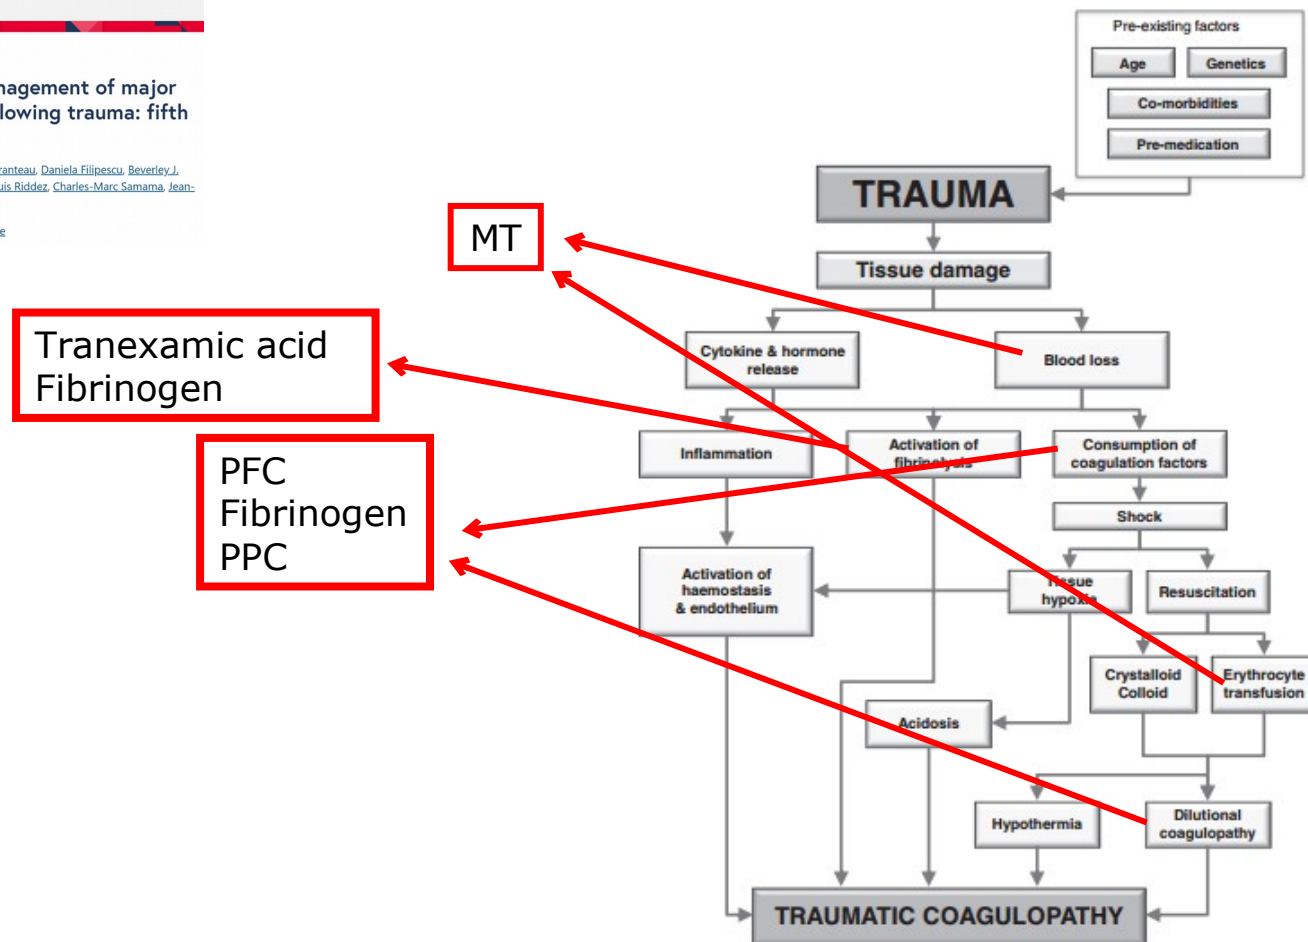 nagement of major
llowing trauma: fifth
ranteau, Daniela Filipescu, Beverley J.
uis Riddez, Charles-Marc Samama, Jean-
e
Pre-existing factors
Age
Genetics
Co-morbidities
Pre-medication
TRAUMA
MT
Tissue damage
Tranexamic acid
Fibrinogen
Cytokine & hormone
release
Blood loss
PFC
Fibrinogen
PPC
Inflammation
Activation of
fibrinolysis
Consumption of
coagulation factors
Shock
Activation of
haemostasis
& endothelium
Tissue
hypoxia
Resuscitation
Crystalloid
Colloid
Erythrocyte
transfusion
Acidosis
Hypothermia
Dilutional
coagulopathy
TRAUMATIC COAGULOPATHY